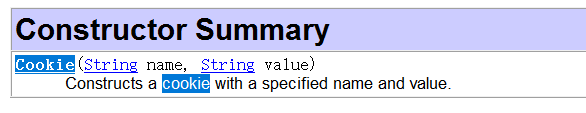 Constructor Summary
Cookie(String name, String value)
Constructs a cookie with a specified name and value.